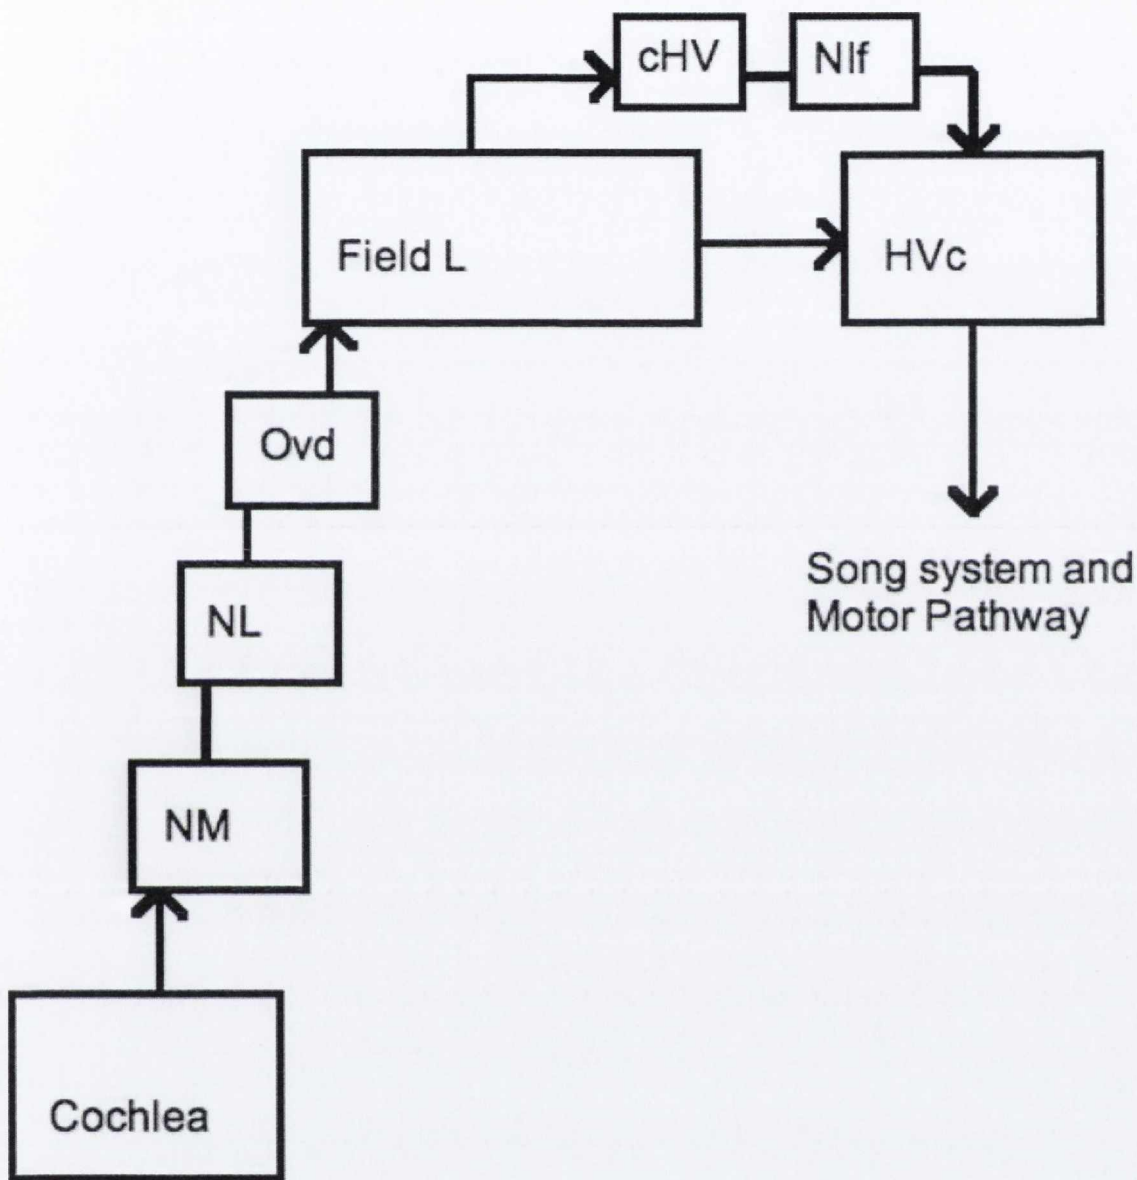 cHV
NIf
Field L
HVc
Ovd
Song system and
Motor Pathway
NL
NM
Cochlea